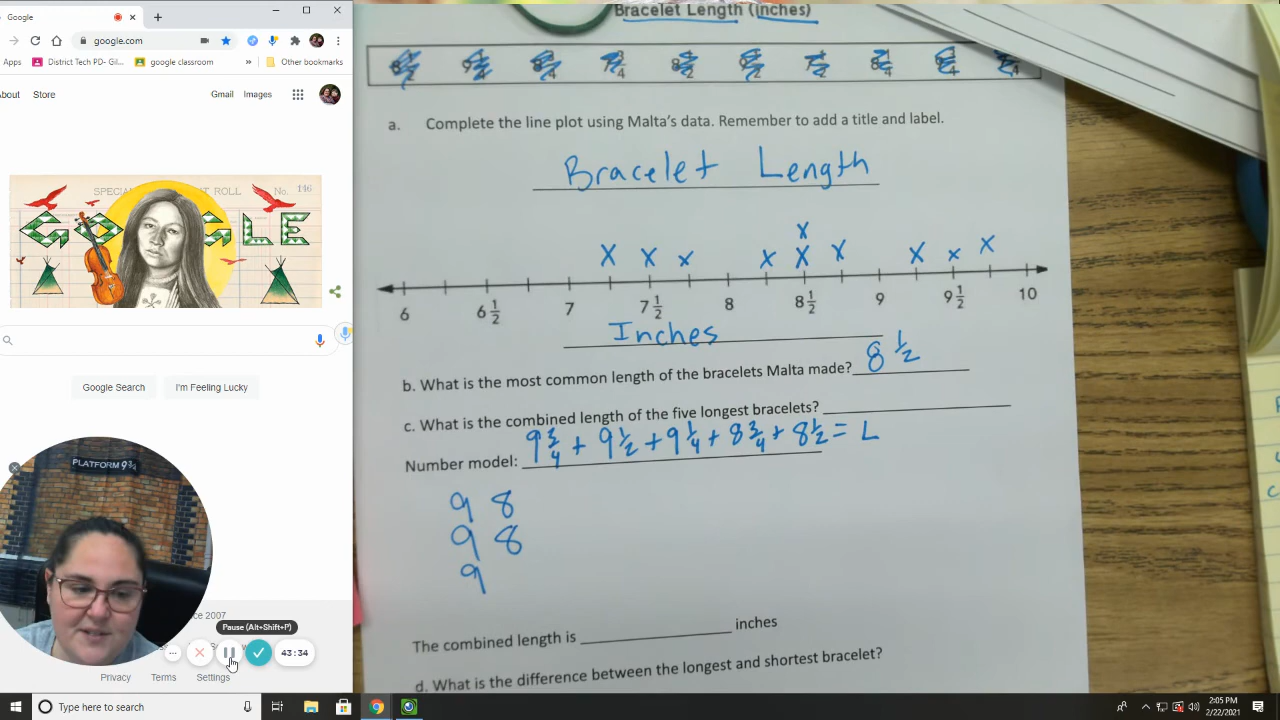 Google
google.com
Apps District Tech PD- Gil... google classroom » Other bookmarks
About Store Gmail Images
SPECIAL ROLL No. 146
GOOGLE
Google Search I'm Feeling Lucky
PLATFORM 9¾
since 2007
Pause (Alt+Shift+P)
43:34
Privacy Terms Settings
Bracelet Length (inches)
a. Complete the line plot using Malta's data. Remember to add a title and label.
Bracelet Length
X
X X X X X X X X X
6 6 1/2 7 7 1/2 8 8 1/2 9 9 1/2 10
Inches
b. What is the most common length of the bracelets Malta made? 8 1/2
c. What is the combined length of the five longest bracelets?
Number model: 9 3/4 + 9 1/2 + 9 1/4 + 8 3/4 + 8 1/2 = L
9 8
9 8
9
The combined length is inches
d. What is the difference between the longest and shortest bracelet?
Type here to search
2:05 PM
2/22/2021